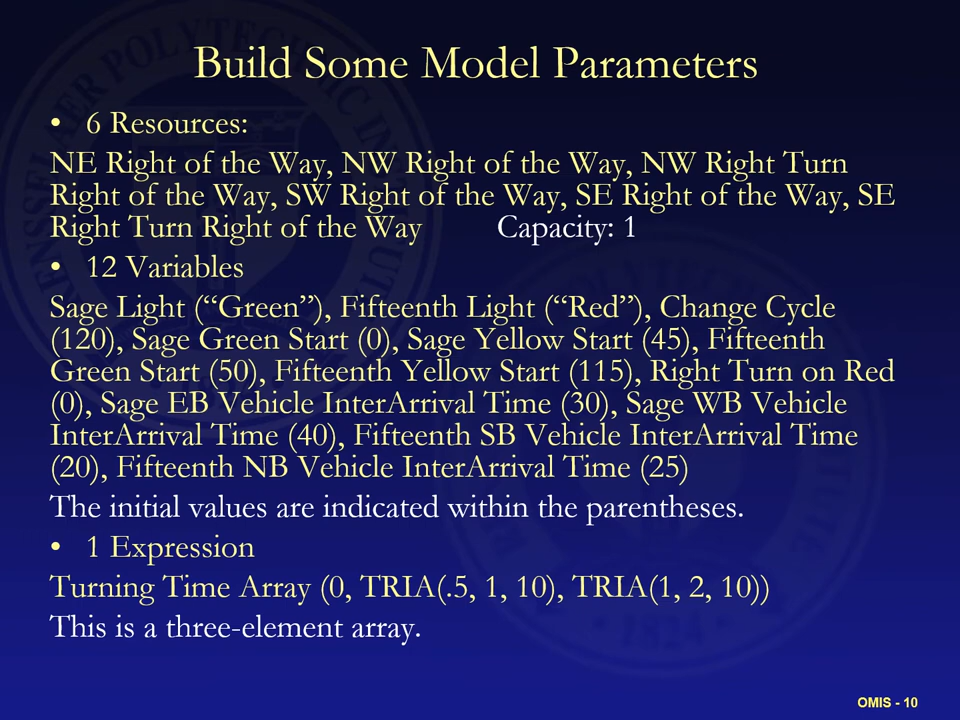 Build Some Model Parameters
• 6 Resources:
NE Right of the Way, NW Right of the Way, NW Right Turn
Right of the Way, SW Right of the Way, SE Right of the Way, SE
Right Turn Right of the Way Capacity: 1
• 12 Variables
Sage Light (“Green”), Fifteenth Light (“Red”), Change Cycle
(120), Sage Green Start (0), Sage Yellow Start (45), Fifteenth
Green Start (50), Fifteenth Yellow Start (115), Right Turn on Red
(0), Sage EB Vehicle InterArrival Time (30), Sage WB Vehicle
InterArrival Time (40), Fifteenth SB Vehicle InterArrival Time
(20), Fifteenth NB Vehicle InterArrival Time (25)
The initial values are indicated within the parentheses.
• 1 Expression
Turning Time Array (0, TRIA(.5, 1, 10), TRIA(1, 2, 10))
This is a three-element array.
OMIS - 10